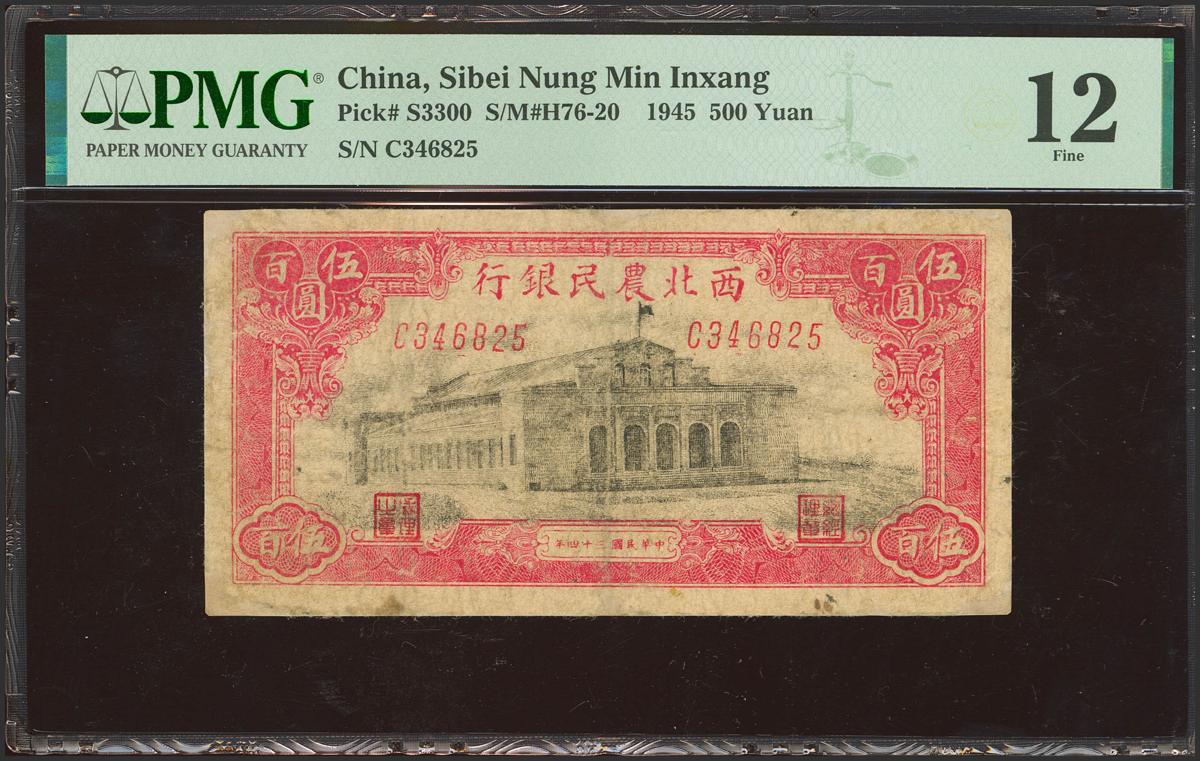 PMG®
PAPER MONEY GUARANTY
China, Sibei Nung Min Inxang
Pick# S3300 S/M#H76-20 1945 500 Yuan
S/N C346825
12
Fine
行銀民農北西
伍
圓
伍百
圓
C346825
C346825
年四十三國民華中
百伍
百伍